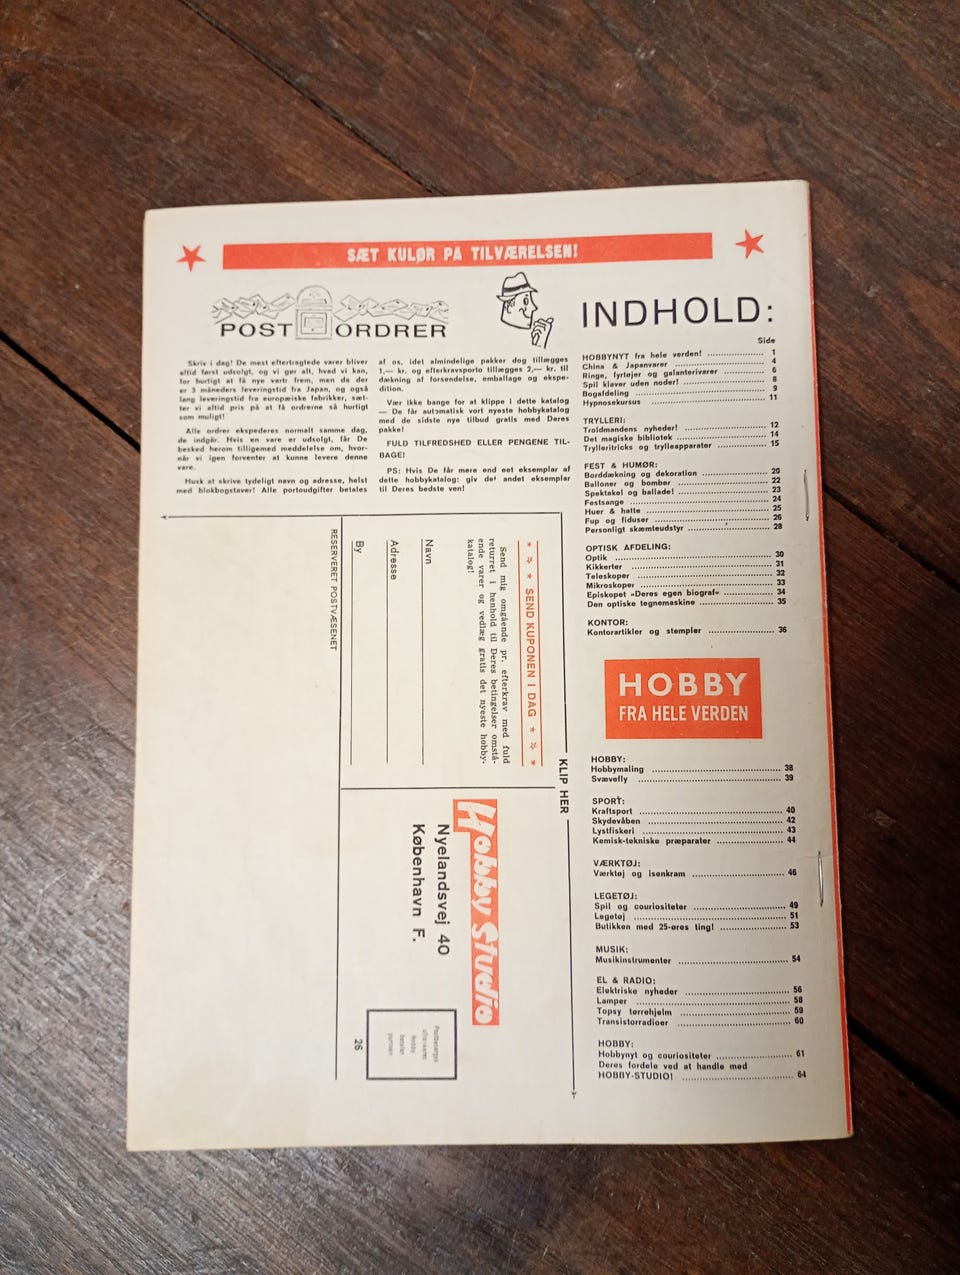 SÆT KULØR PÅ TILVÆRELSEN!
POST ORDRER
Skriv i dag! De mest eftertragtede varer bliver
altid først udsolgt, og vi gør alt, hvad vi kan,
for hurtigt at få nye varer frem, men da der
er 3 måneders leveringstid fra Japan, og også
lang leveringstid fra europæiske fabrikker, sæt-
ter vi altid pris på at få ordrerne så hurtigt
som muligt!
Alle ordrer ekspederes normalt samme dag,
de indgår. Hvis en vare er udsolgt, får De
besked herom tilligemed meddelelse om, hvor-
når vi igen forventer at kunne levere denne
vare.
Husk at skrive tydeligt navn og adresse, helst
med blokbogstaver! Alle portoudgifter betales
af os, idet almindelige pakker dog tillægges
1,— kr. og efterkravsporto tillægges 2,— kr. til
dækning af forsendelse, emballage og ekspe-
dition.
Vær ikke bange for at klippe i dette katalog
— De får automatisk vort nyeste hobbykatalog
med de sidste nye tilbud gratis med Deres
pakke!
FULD TILFREDSHED ELLER PENGENE TIL-
BAGE!
PS: Hvis De får mere end eet eksemplar af
dette hobbykatalog: giv det andet eksemplar
til Deres bedste ven!
INDHOLD:
Side
HOBBYNYT fra hele verden! 1
China & Japanvarer 4
Ringe, fyrtøjer og galanterivarer 6
Spil klaver uden noder! 8
Bogafdeling 9
Hypnosekursus 11
TRYLLERI:
Troldmandens nyheder! 12
Det magiske bibliotek 14
Trylleritricks og trylleapparater 15
FEST & HUMØR:
Borddækning og dekoration 20
Balloner og bomber 22
Spektakel og ballade! 23
Festsange 24
Huer & hatte 25
Fup og fiduser 26
Personligt skæmteudstyr 28
OPTISK AFDELING:
Optik 30
Kikkerter 31
Teleskoper 32
Mikroskoper 33
Episkopet »Deres egen biograf« 34
Den optiske tegnemaskine 35
KONTOR:
Kontorartikler og stempler 36
HOBBY
FRA HELE VERDEN
HOBBY:
Hobbymaling 38
Svævefly 39
SPORT:
Kraftsport 40
Skydevåben 42
Lystfiskeri 43
Kemisk-tekniske præparater 44
VÆRKTØJ:
Værktøj og isenkram 46
LEGETØJ:
Spil og couriositeter 49
Legetøj 51
Butikken med 25-øres ting! 53
MUSIK:
Musikinstrumenter 54
EL & RADIO:
Elektriske nyheder 56
Lamper 58
Topsy tørrehjelm 59
Transistorradioer 60
HOBBY:
Hobbynyt og couriositeter 61
Deres fordele ved at handle med
HOBBY-STUDIO! 64
KLIP HER
* * * SEND KUPONEN I DAG * * *
Send mig omgående pr. efterkrav med fuld
returret i henhold til Deres betingelser omstå-
ende varer og vedlæg gratis det nyeste hobby-
katalog!
Navn
Adresse
By
RESERVERET POSTVÆSENET
Hobby Studio
Nyelandsvej 40
København F.
Hobby
betaler
portoen
26